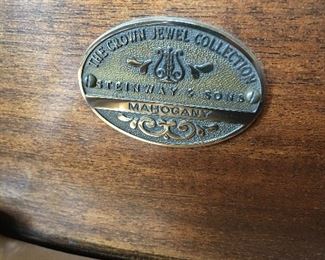 THE CROWN JEWEL COLLECTION
STEINWAY & SONS
MAHOGANY